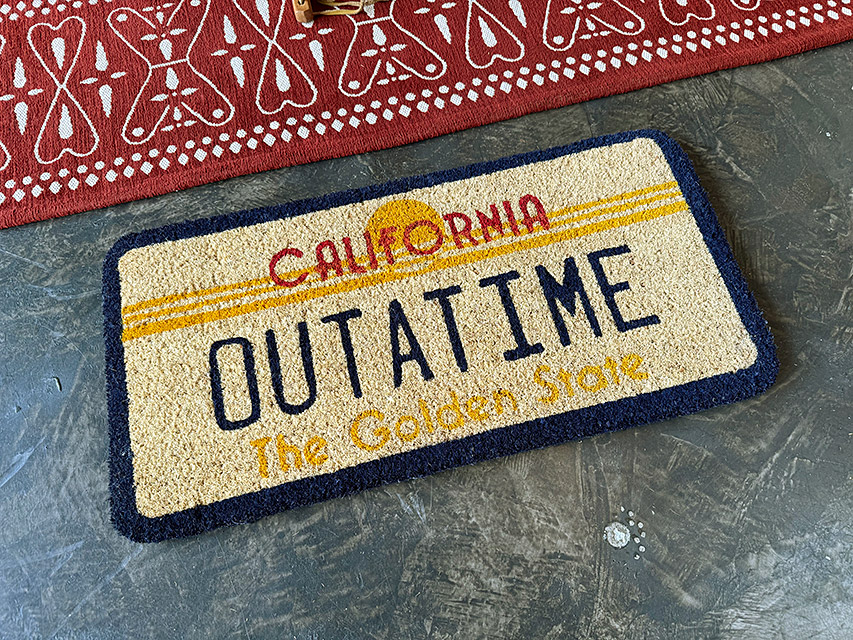 CALIFORNIA
OUTATIME
The Golden State